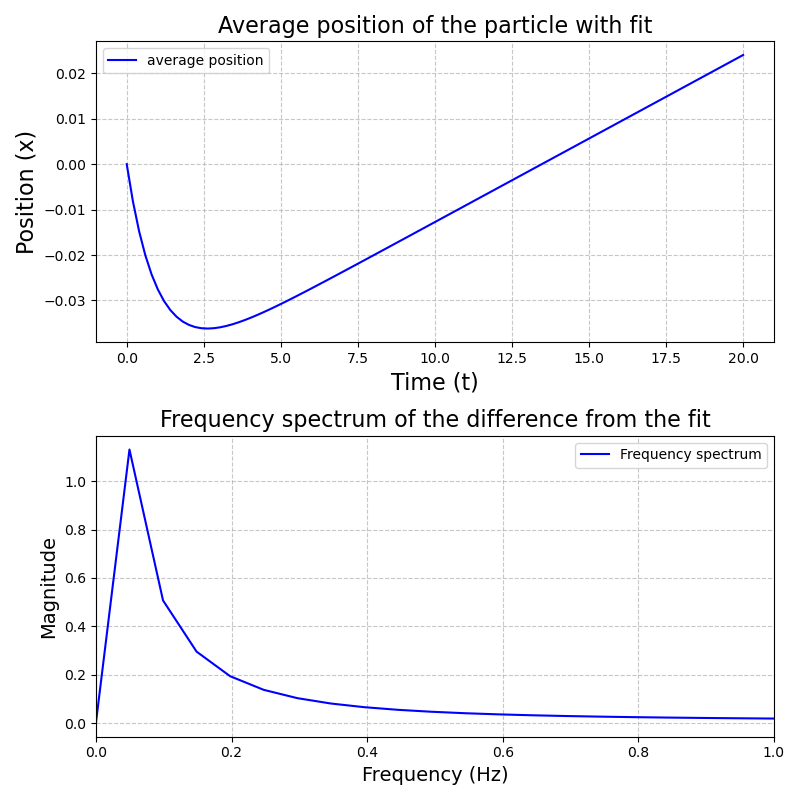 Average position of the particle with fit
average position
Position (x)
0.02
0.01
0.00
−0.01
−0.02
−0.03
0.0 2.5 5.0 7.5 10.0 12.5 15.0 17.5 20.0
Time (t)
Frequency spectrum of the difference from the fit
Frequency spectrum
Magnitude
1.0
0.8
0.6
0.4
0.2
0.0
0.0 0.2 0.4 0.6 0.8 1.0
Frequency (Hz)